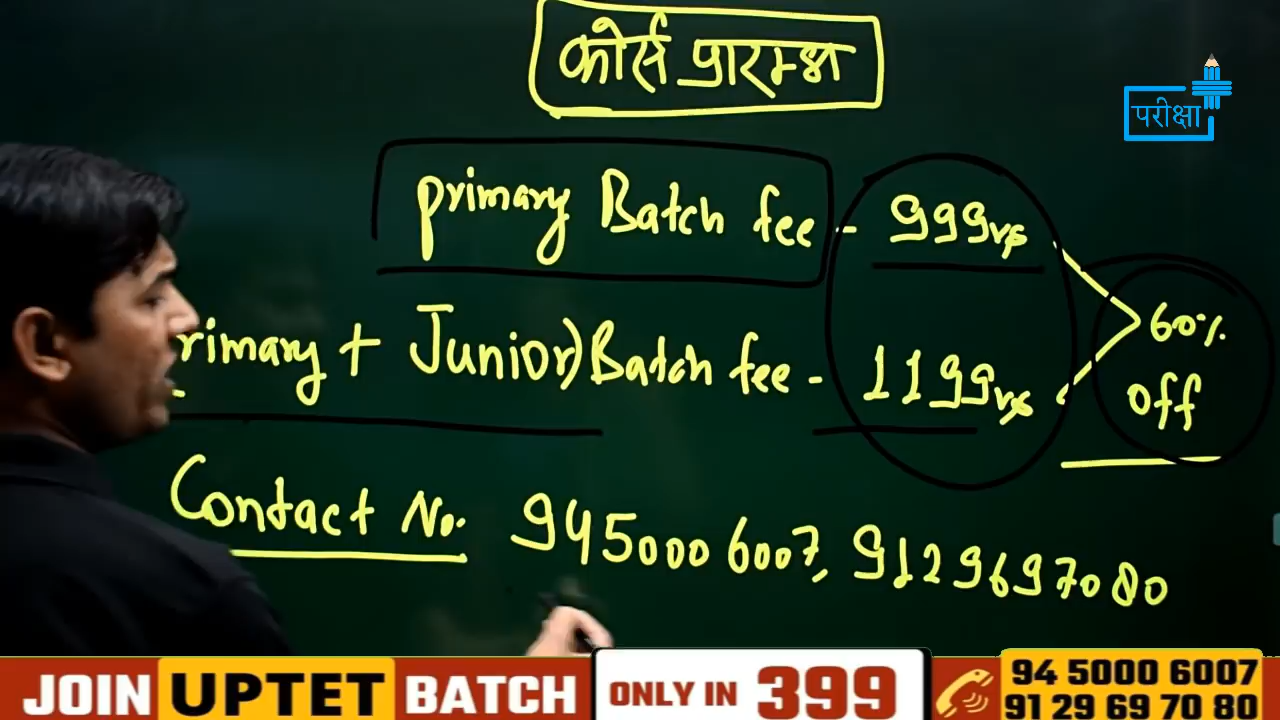 कोर्स प्रारम्भ
परीक्षा
primary Batch fee - 999rs
rimary + Junior) Batch fee - 1199rs
60% off
Contact No. 9450006007, 9129697080
JOIN UPTET BATCH ONLY IN 399
94 5000 6007
91 29 69 70 80